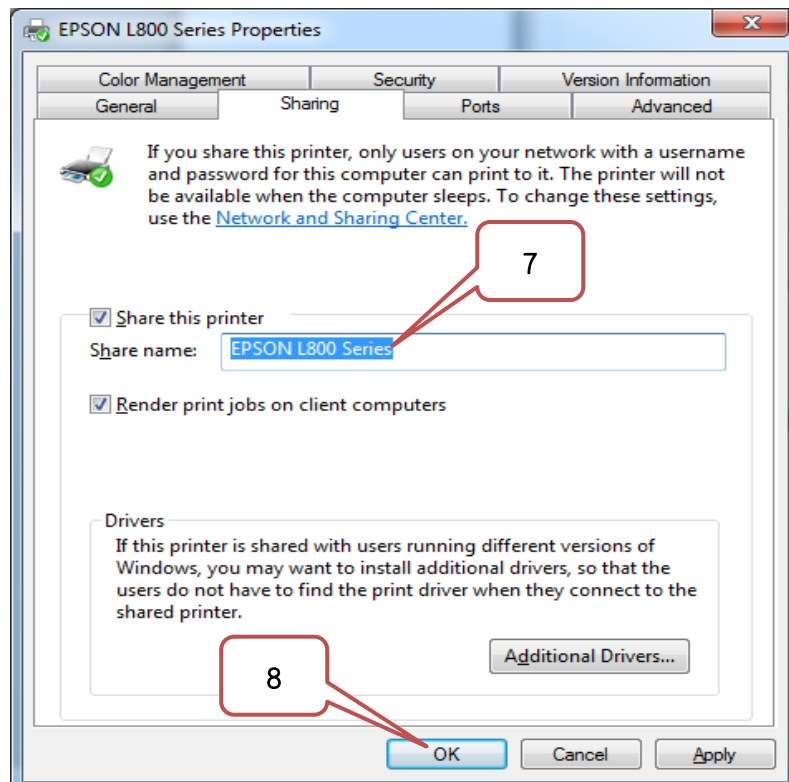 EPSON L800 Series Properties
Color Management Security Version Information
General Sharing Ports Advanced
If you share this printer, only users on your network with a username
and password for this computer can print to it. The printer will not
be available when the computer sleeps. To change these settings,
use the Network and Sharing Center.
7
Share this printer
Share name: EPSON L800 Series
Render print jobs on client computers
Drivers
If this printer is shared with users running different versions of
Windows, you may want to install additional drivers, so that the
users do not have to find the print driver when they connect to the
shared printer.
Additional Drivers...
8
OK Cancel Apply